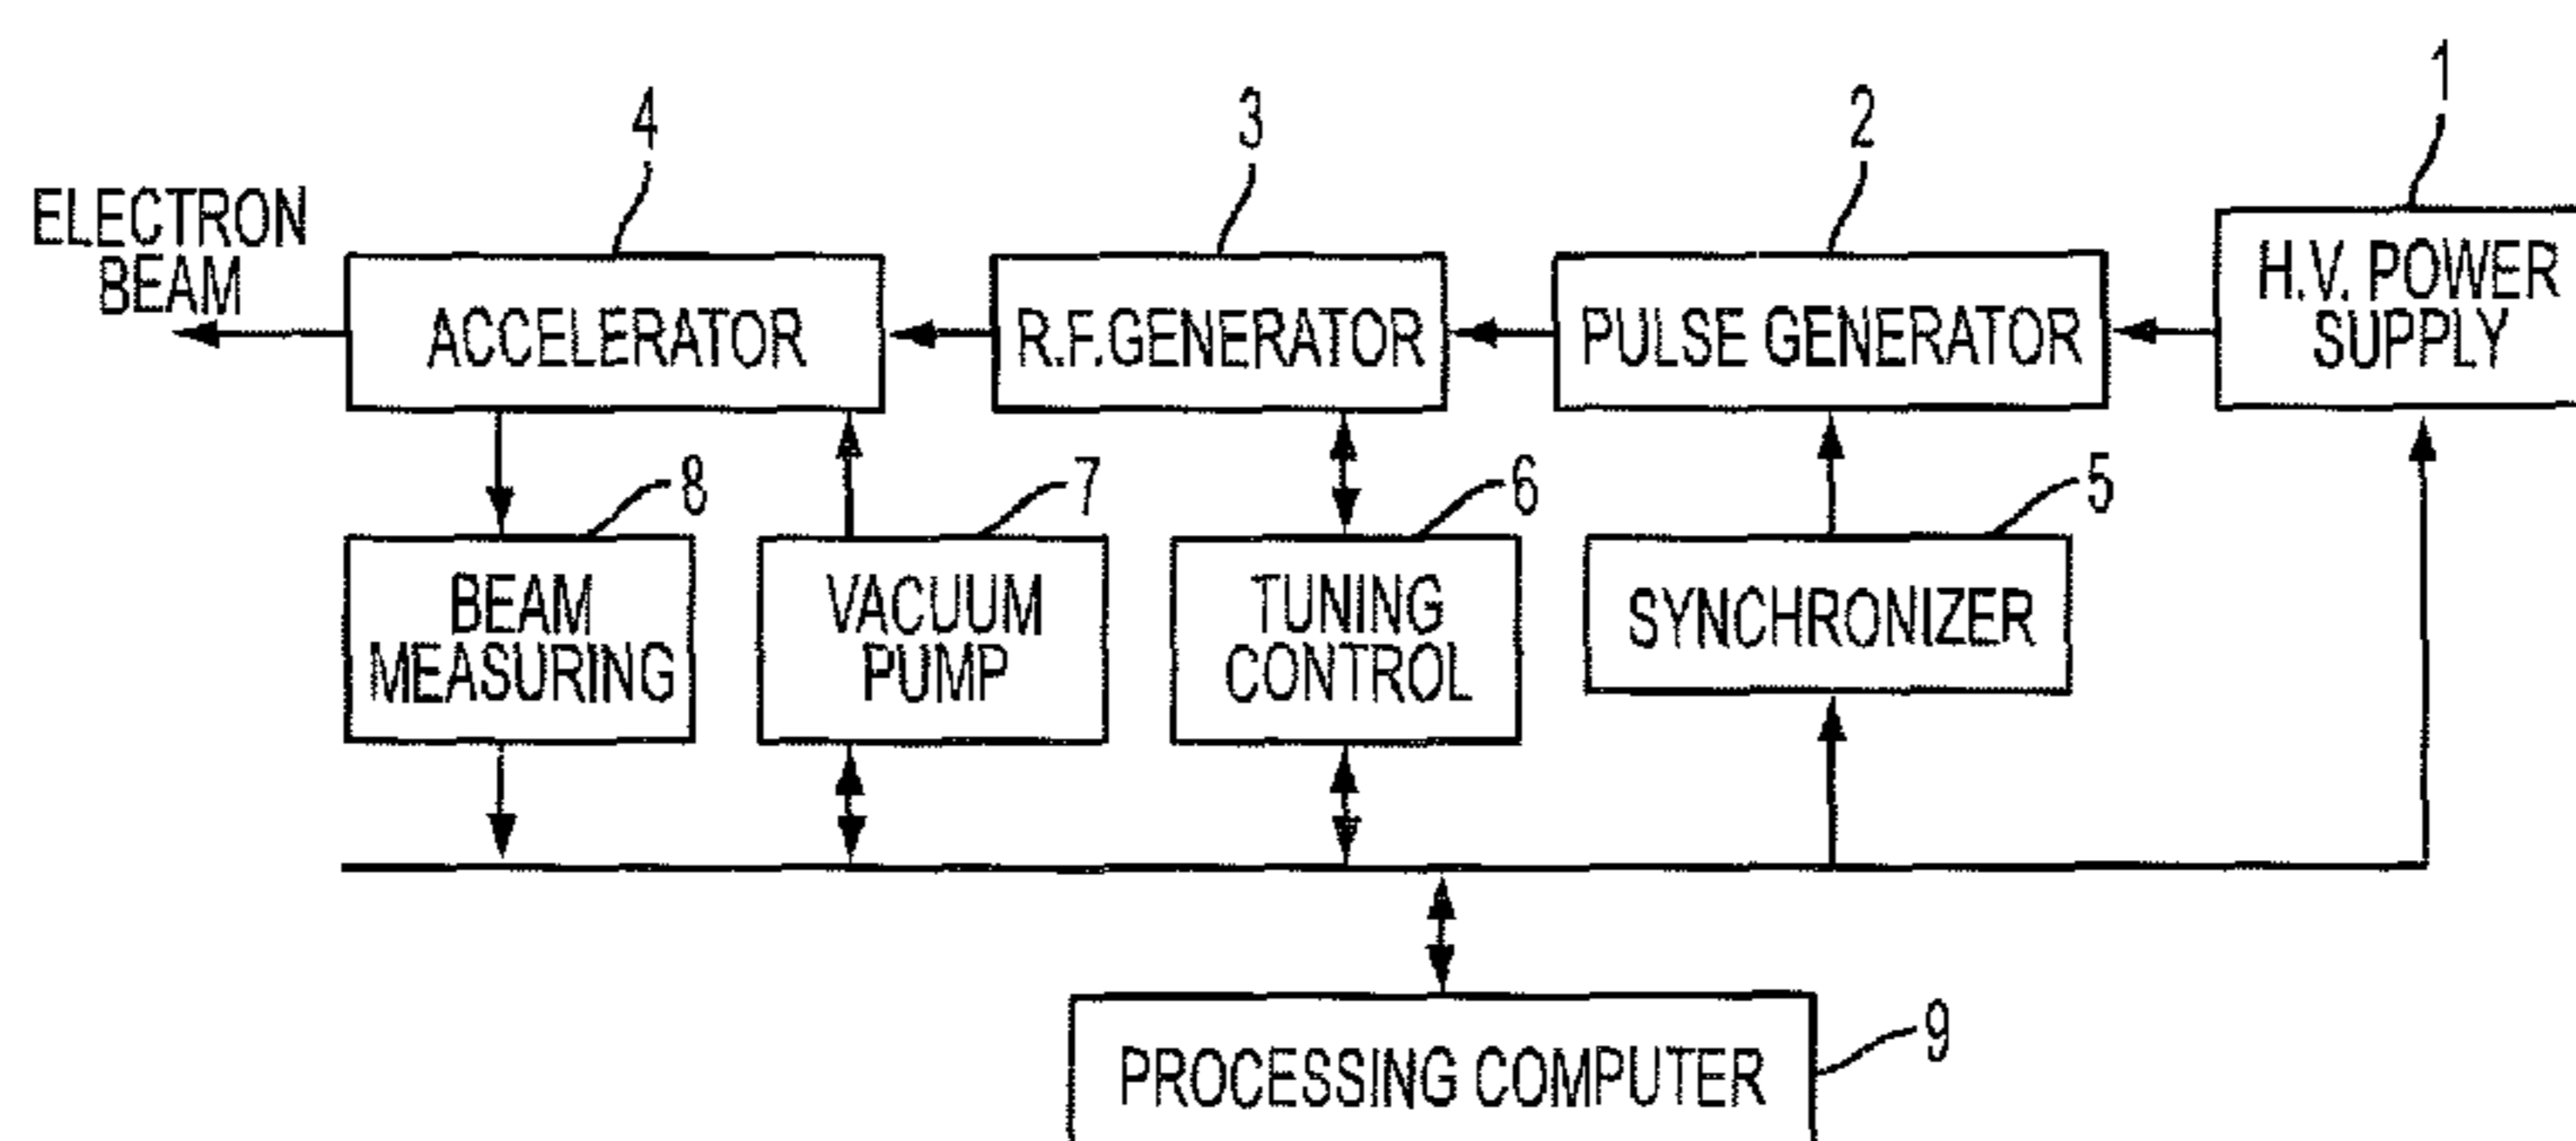 1
4
3
2
ELECTRON
BEAM
ACCELERATOR
R.F.GENERATOR
PULSE GENERATOR
H.V. POWER
SUPPLY
8
7
6
5
BEAM
MEASURING
VACUUM
PUMP
TUNING
CONTROL
SYNCHRONIZER
PROCESSING COMPUTER
9